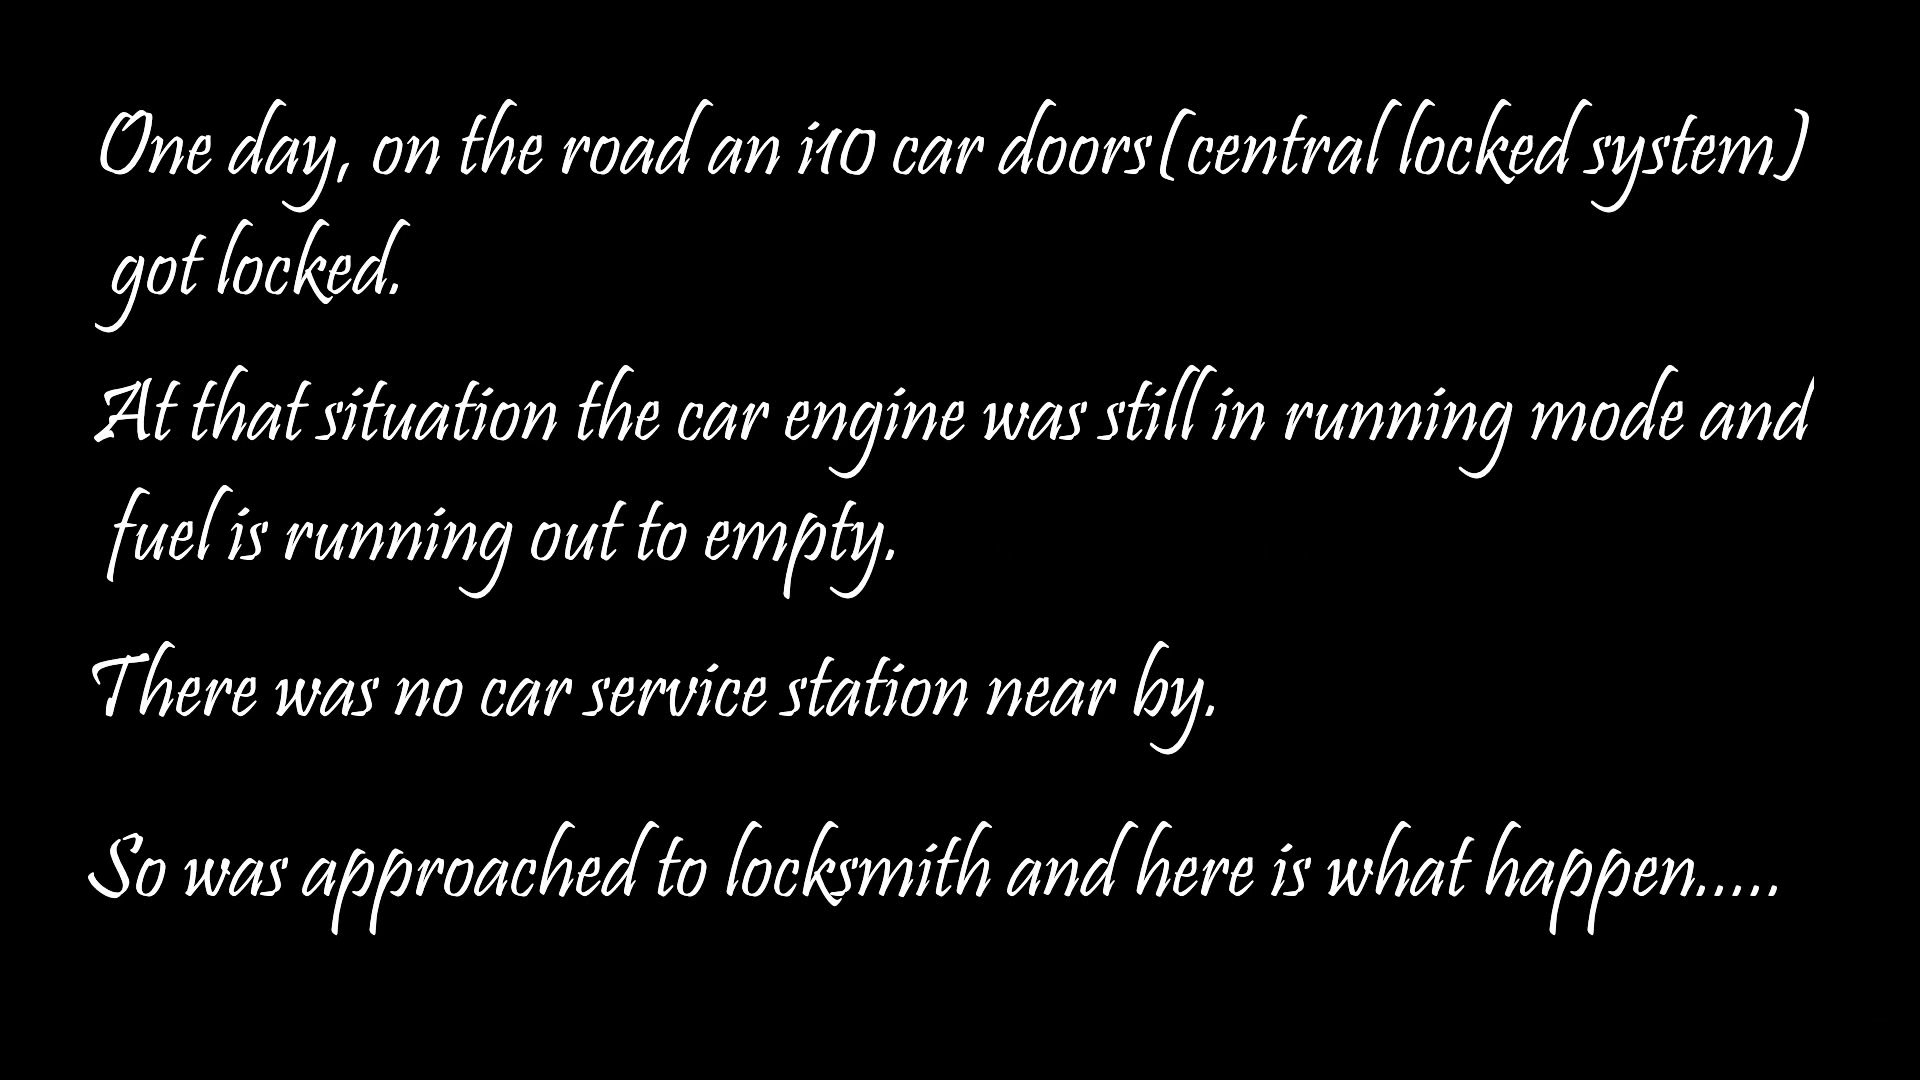 One day, on the road an i10 car doors(central locked system)
got locked.
At that situation the car engine was still in running mode and
fuel is running out to empty.
There was no car service station near by.
So was approached to locksmith and here is what happen.....